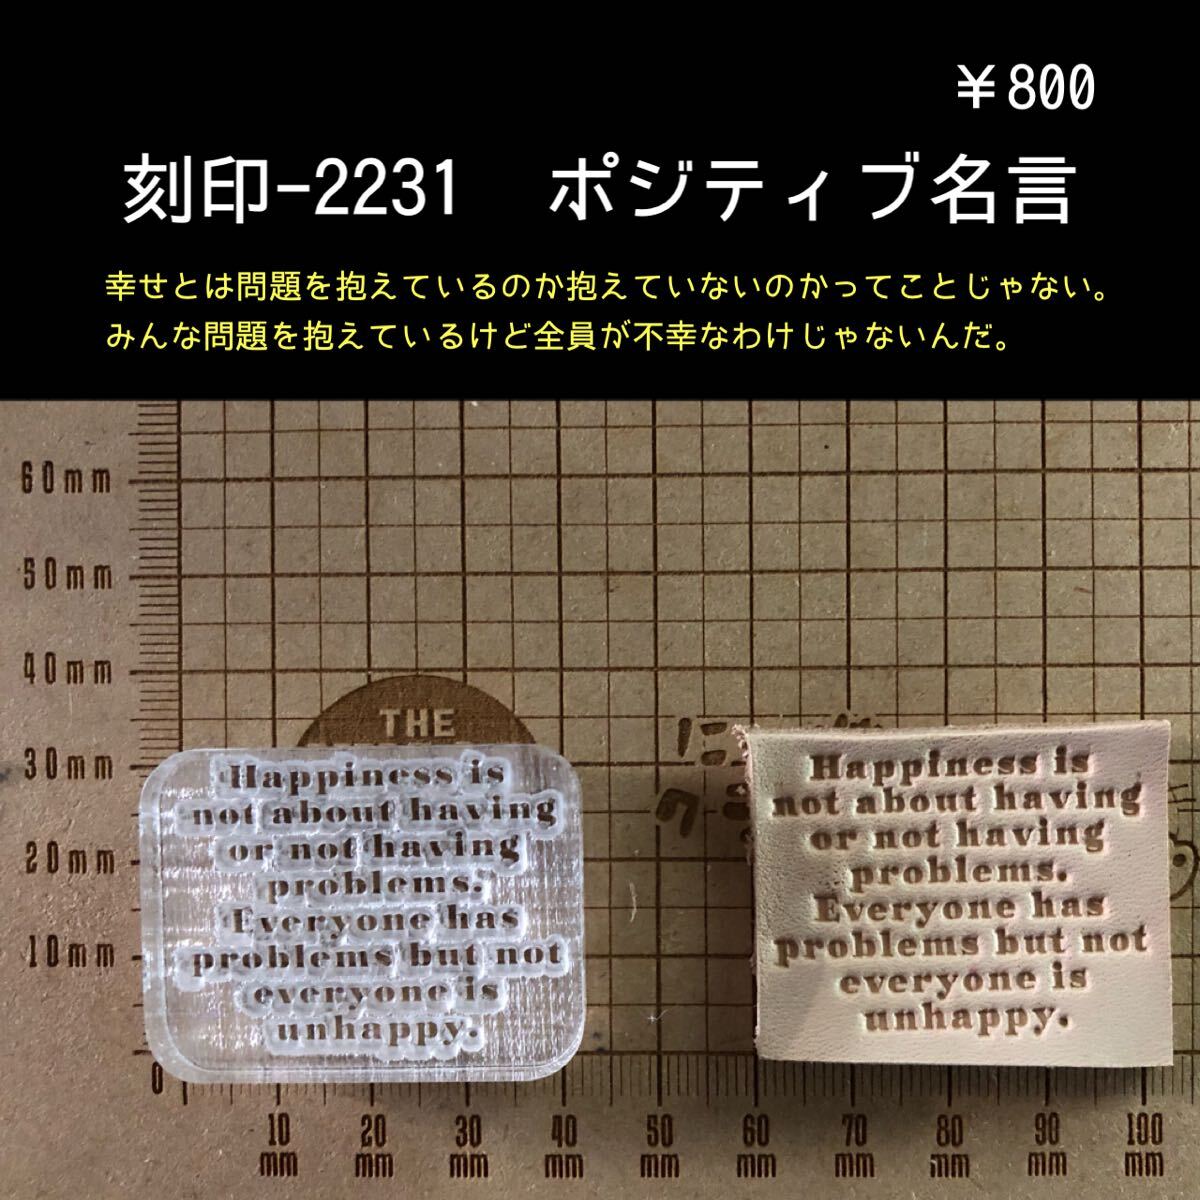 ￥800
刻印-2231　ポジティブ名言
幸せとは問題を抱えているのか抱えていないのかってことじゃない。
みんな問題を抱えているけど全員が不幸なわけじゃないんだ。
60mm
50mm
40mm
30mm
20mm
10mm
0
THE
Happiness is
not about having
or not having
problems.
Everyone has
problems but not
everyone is
unhappy.
Happiness is
not about having
or not having
problems.
Everyone has
problems but not
everyone is
unhappy.
10 20 30 40 50 60 70 80 90 100
mm mm mm mm mm mm mm mm mm mm